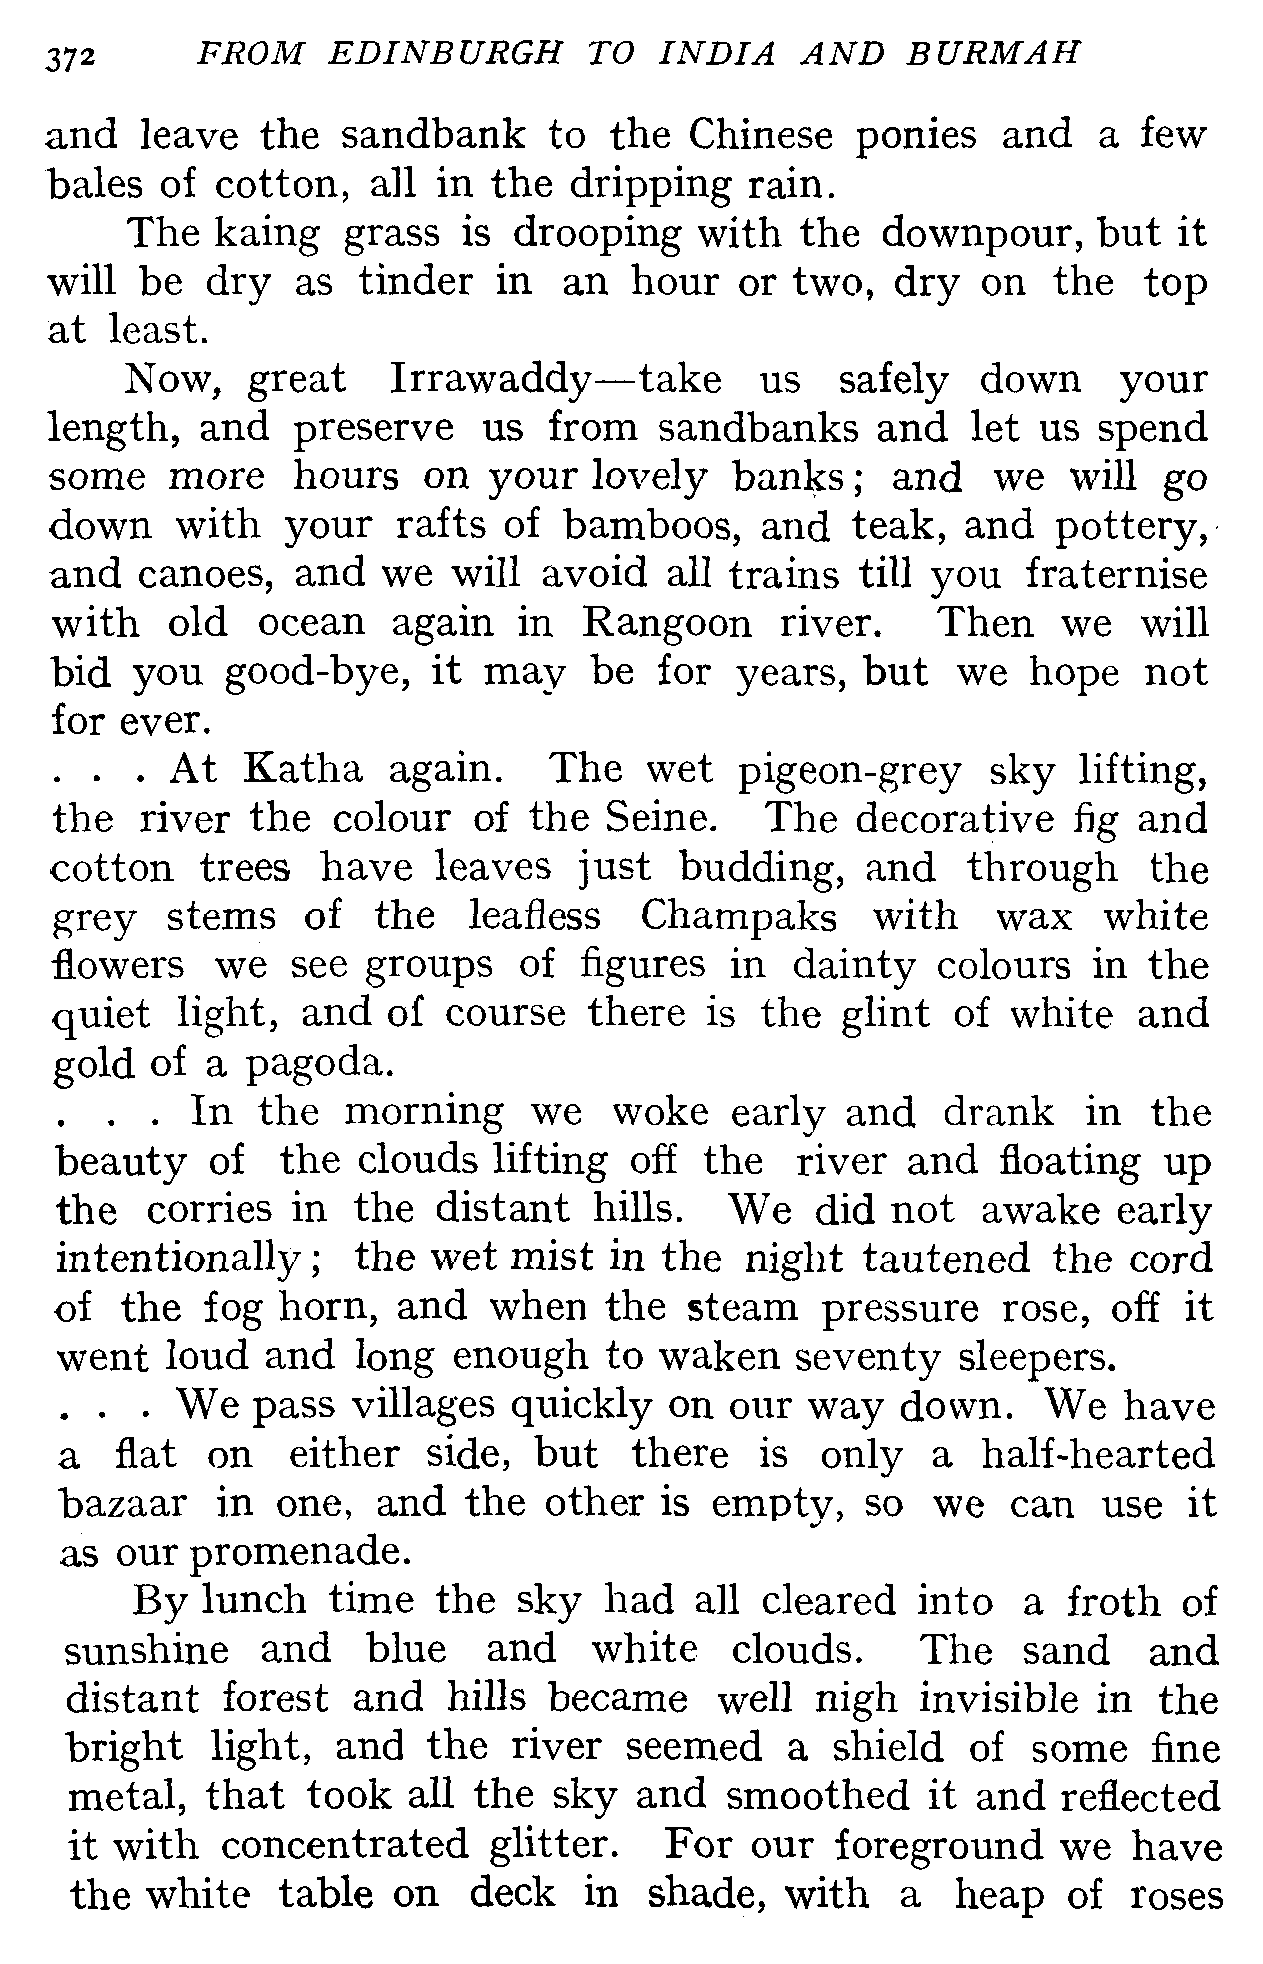 372 FROM EDINBURGH TO INDIA AND BURMAH
and leave the sandbank to the Chinese ponies and a few
bales of cotton, all in the dripping rain.
The kaing grass is drooping with the downpour, but it
will be dry as tinder in an hour or two, dry on the top
at least.
Now, great Irrawaddy—take us safely down your
length, and preserve us from sandbanks and let us spend
some more hours on your lovely banks; and we will go
down with your rafts of bamboos, and teak, and pottery,
and canoes, and we will avoid all trains till you fraternise
with old ocean again in Rangoon river. Then we will
bid you good-bye, it may be for years, but we hope not
for ever.
. . . At Katha again. The wet pigeon-grey sky lifting,
the river the colour of the Seine. The decorative fig and
cotton trees have leaves just budding, and through the
grey stems of the leafless Champaks with wax white
flowers we see groups of figures in dainty colours in the
quiet light, and of course there is the glint of white and
gold of a pagoda.
. . . In the morning we woke early and drank in the
beauty of the clouds lifting off the river and floating up
the corries in the distant hills. We did not awake early
intentionally; the wet mist in the night tautened the cord
of the fog horn, and when the steam pressure rose, off it
went loud and long enough to waken seventy sleepers.
. . . We pass villages quickly on our way down. We have
a flat on either side, but there is only a half-hearted
bazaar in one, and the other is empty, so we can use it
as our promenade.
By lunch time the sky had all cleared into a froth of
sunshine and blue and white clouds. The sand and
distant forest and hills became well nigh invisible in the
bright light, and the river seemed a shield of some fine
metal, that took all the sky and smoothed it and reflected
it with concentrated glitter. For our foreground we have
the white table on deck in shade, with a heap of roses